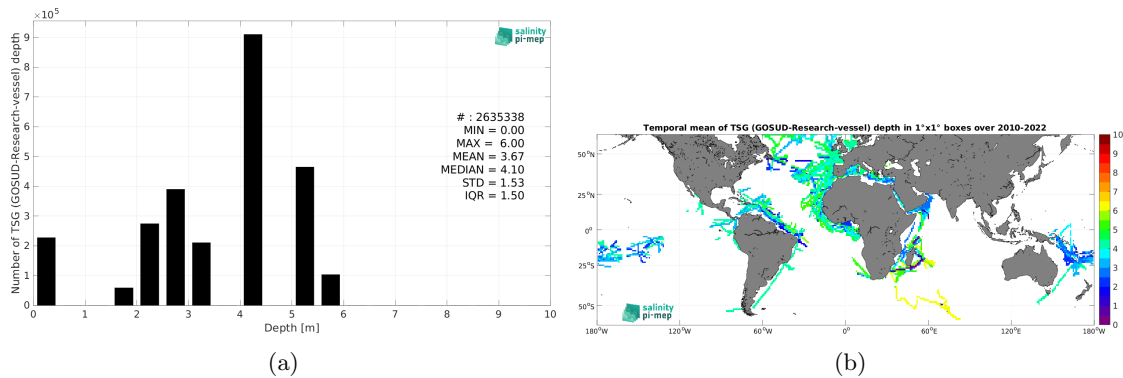 ×10⁵
Number of TSG (GOSUD-Research-vessel) depth
9
8
7
6
5
4
3
2
1
0
0 1 2 3 4 5 6 7 8 9 10
Depth [m]
salinity
pi-mep
# : 2635338
MIN = 0.00
MAX = 6.00
MEAN = 3.67
MEDIAN = 4.10
STD = 1.53
IQR = 1.50
(a)
Temporal mean of TSG (GOSUD-Research-vessel) depth in 1°x1° boxes over 2010-2022
50°N
25°N
0°
25°S
50°S
180°W 120°W 60°W 0° 60°E 120°E 180°W
salinity
pi-mep
10
9
8
7
6
5
4
3
2
1
0
(b)